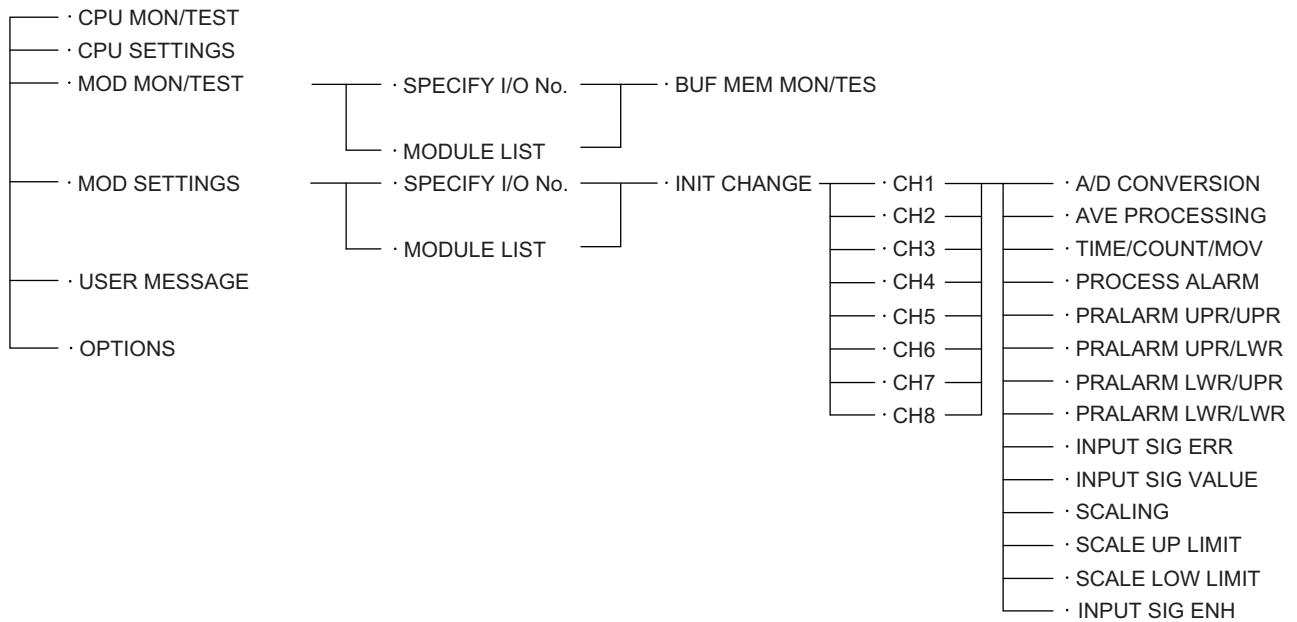 · CPU MON/TEST
· CPU SETTINGS
· MOD MON/TEST
· SPECIFY I/O No.
· BUF MEM MON/TES
· MODULE LIST
· MOD SETTINGS
· SPECIFY I/O No.
· INIT CHANGE
· MODULE LIST
· USER MESSAGE
· OPTIONS
· CH1
· CH2
· CH3
· CH4
· CH5
· CH6
· CH7
· CH8
· A/D CONVERSION
· AVE PROCESSING
· TIME/COUNT/MOV
· PROCESS ALARM
· PRALARM UPR/UPR
· PRALARM UPR/LWR
· PRALARM LWR/UPR
· PRALARM LWR/LWR
· INPUT SIG ERR
· INPUT SIG VALUE
· SCALING
· SCALE UP LIMIT
· SCALE LOW LIMIT
· INPUT SIG ENH